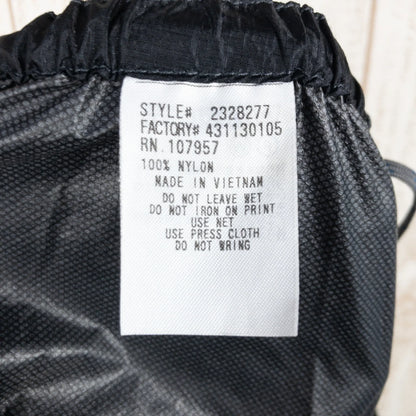 STYLE# 2328277
FACTORY# 431130105
RN.107957
100% NYLON
MADE IN VIETNAM
DO NOT LEAVE WET
DO NOT IRON ON PRINT
USE NET
USE PRESS CLOTH
DO NOT WRING